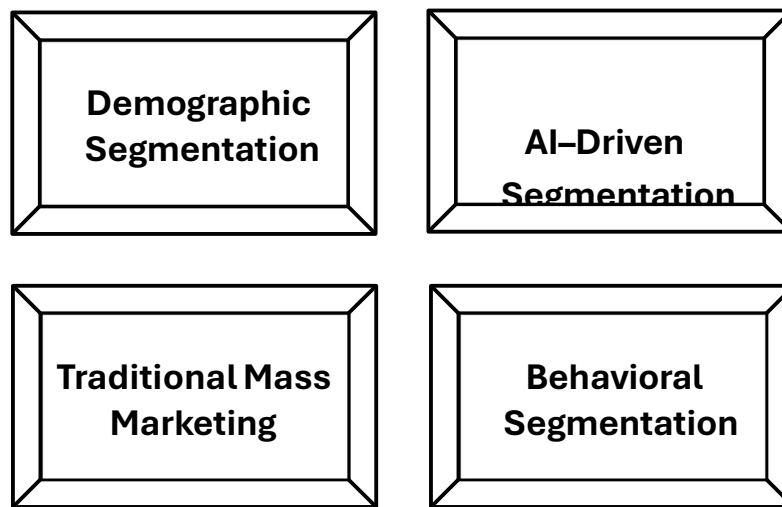 Demographic
Segmentation
AI–Driven
Segmentation
Traditional Mass
Marketing
Behavioral
Segmentation